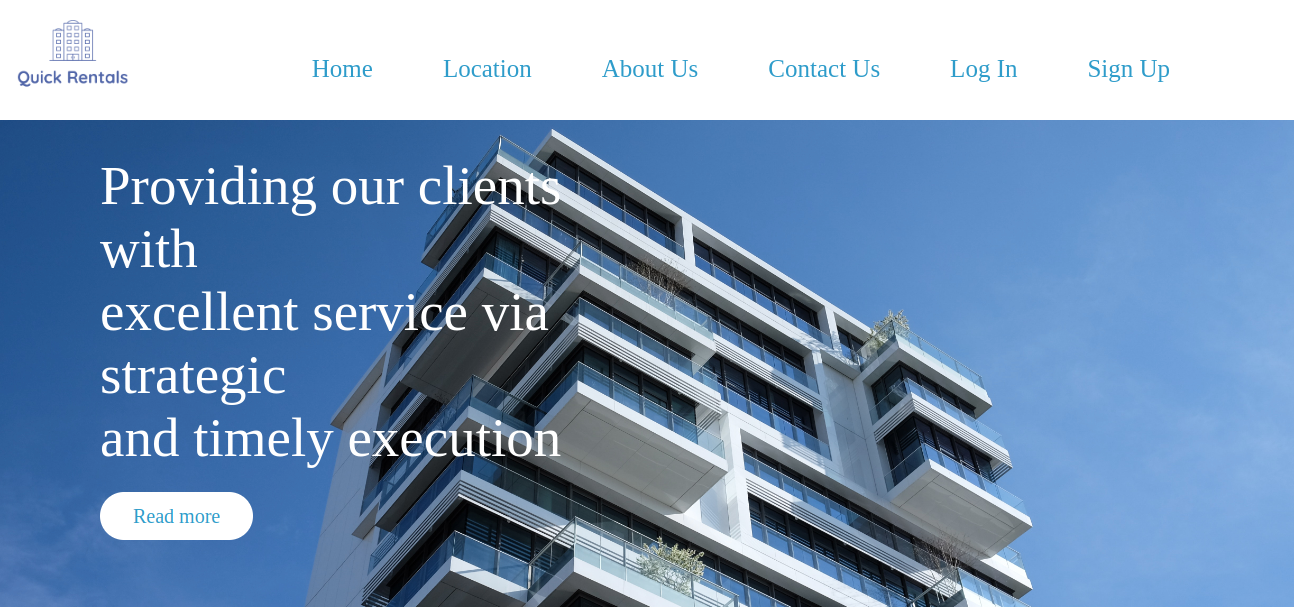 Quick Rentals
Home Location About Us Contact Us Log In Sign Up
Providing our clients
with
excellent service via
strategic
and timely execution
Read more